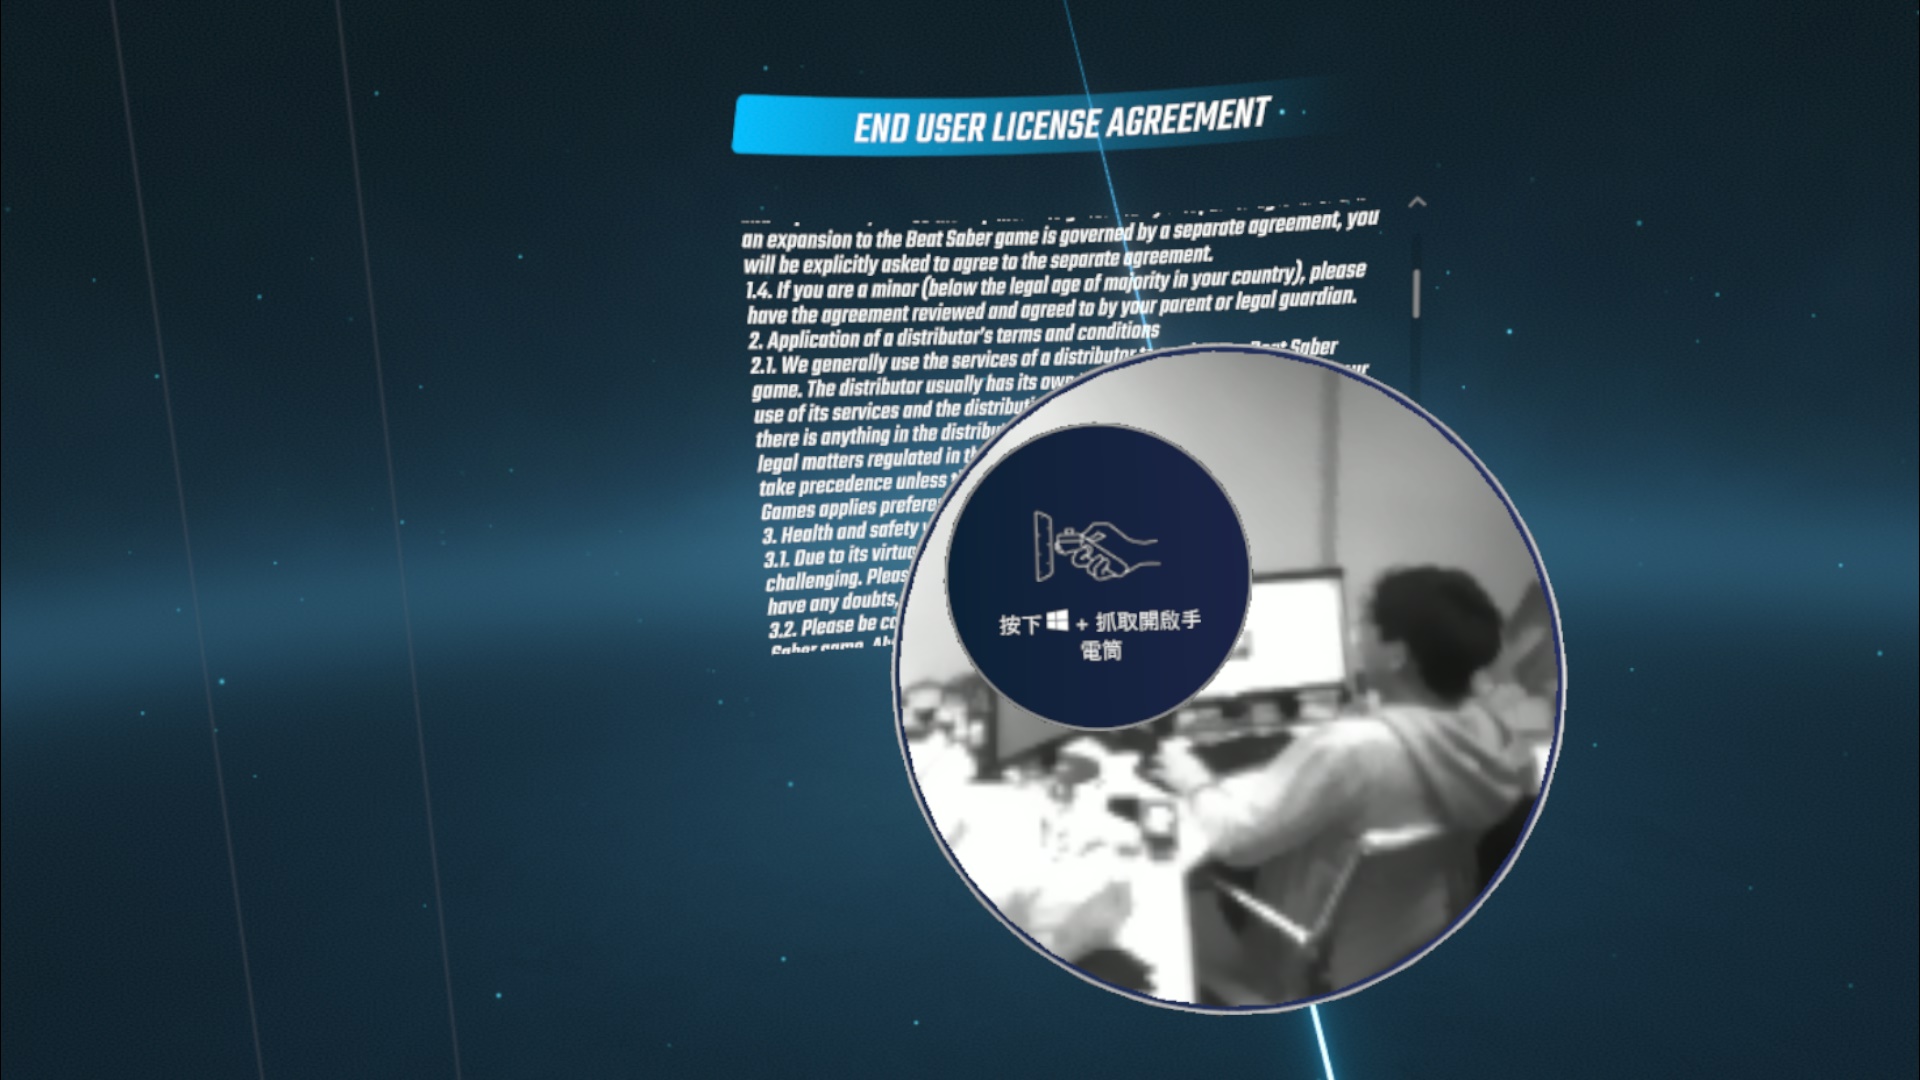 END USER LICENSE AGREEMENT
an expansion to the Beat Saber game is governed by a separate agreement, you
will be explicitly asked to agree to the separate agreement.
1.4. If you are a minor (below the legal age of majority in your country), please
have the agreement reviewed and agreed to by your parent or legal guardian.
2. Application of a distributor's terms and conditions
2.1. We generally use the services of a distributor Beat Saber
game. The distributor usually has its own
use of its services and the
there is anything in the
legal matters regulated in
take precedence unless
Games applies
3. Health and safety
3.1. Due to its
challenging.
have any doubts,
3.2. Please be
Saber game.
按下 + 抓取開啟手
電筒